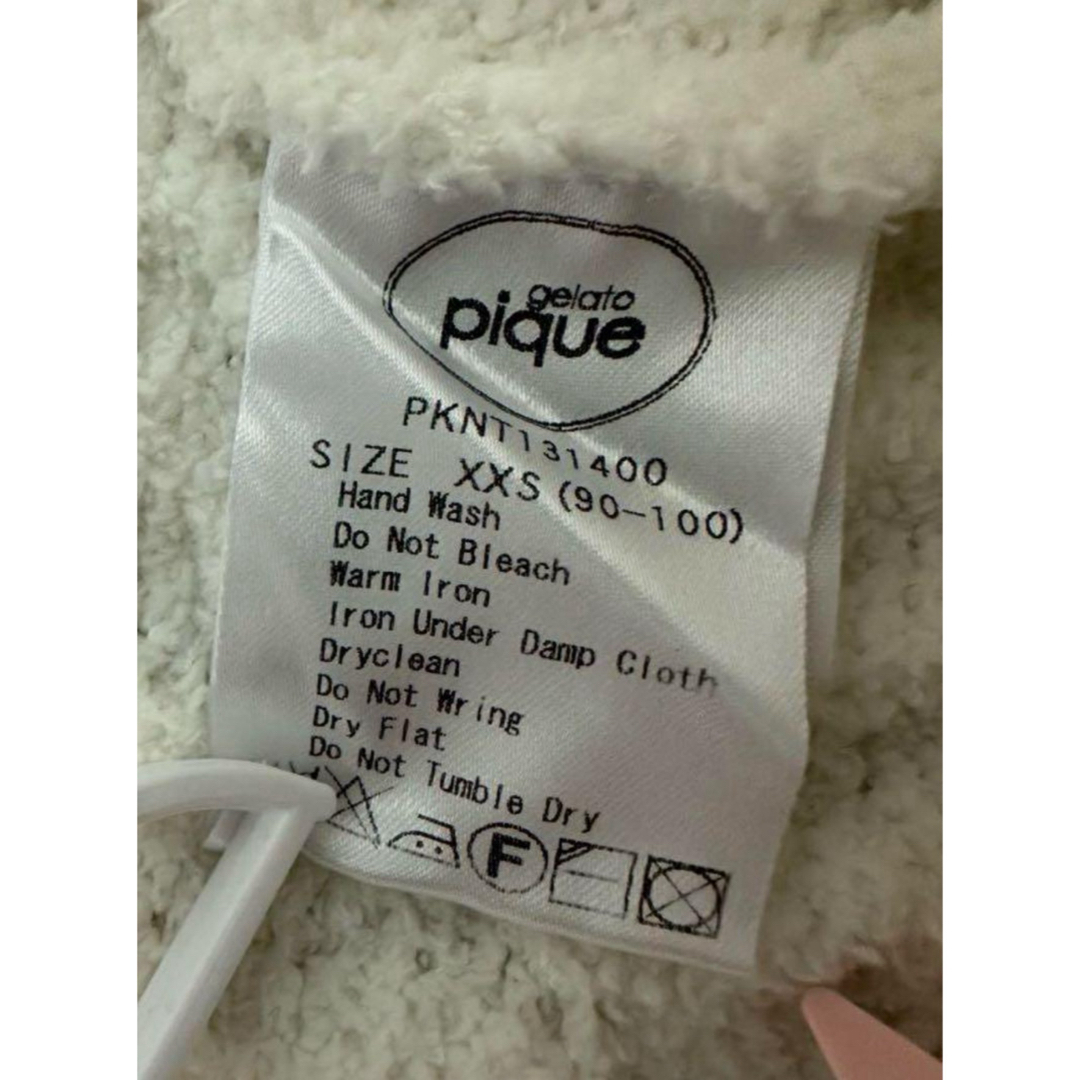 gelato
pique
PKNT131400
SIZE XXS (90-100)
Hand Wash
Do Not Bleach
Warm Iron
Iron Under Damp Cloth
Dryclean
Do Not Wring
Dry Flat
Do Not Tumble Dry
F